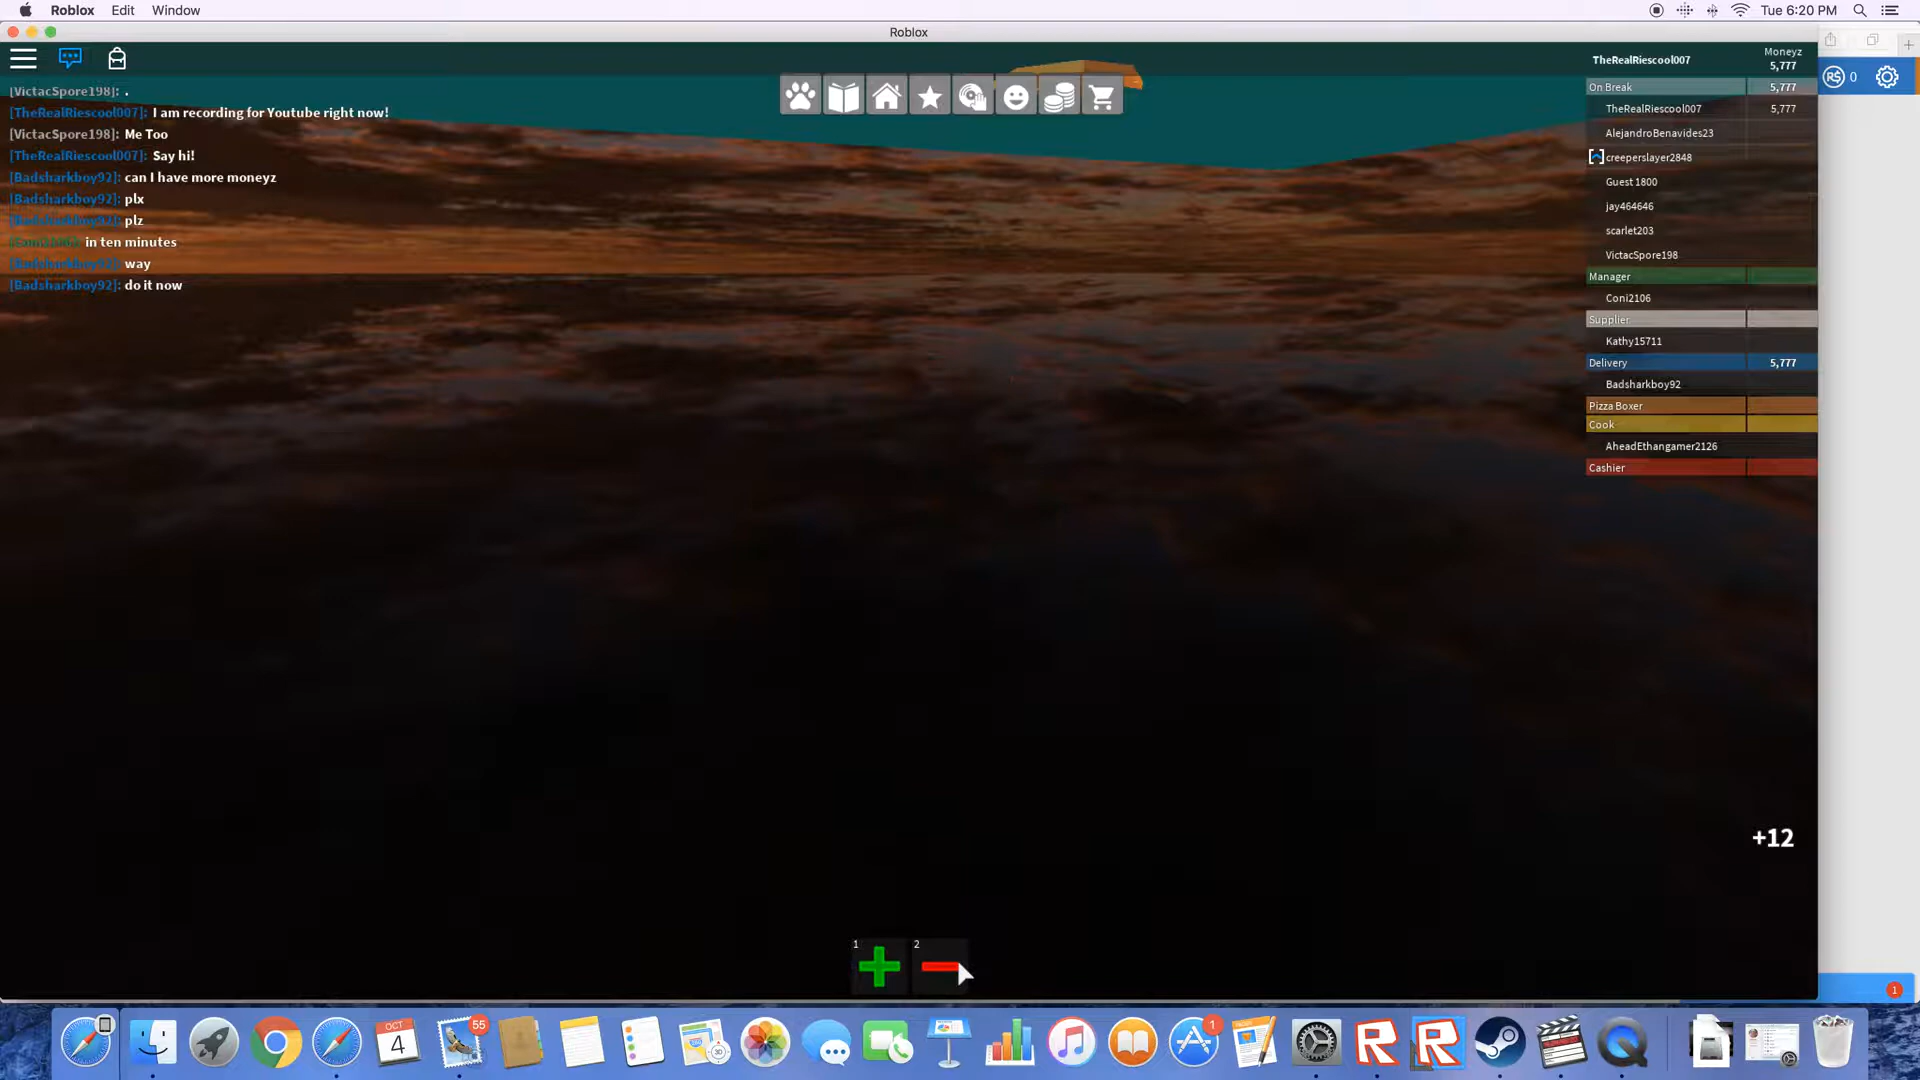 Roblox Edit Window
Tue 6:20 PM
Roblox
[VictacSpore198]: .
[TheRealRiescool007]: I am recording for Youtube right now!
[VictacSpore198]: Me Too
[TheRealRiescool007]: Say hi!
[Badsharkboy92]: can I have more moneyz
[Badsharkboy92]: plx
[Badsharkboy92]: plz
[Coni2106]: in ten minutes
[Badsharkboy92]: way
[Badsharkboy92]: do it now
Moneyz
TheRealRiescool007 5,777
On Break 5,777
TheRealRiescool007 5,777
AlejandroBenavides23
creeperslayer2848
Guest 1800
jay464646
scarlet203
VictacSpore198
Manager
Coni2106
Supplier
Kathy15711
Delivery 5,777
Badsharkboy92
Pizza Boxer
Cook
AheadEthangamer2126
Cashier
R$ 0
+12
1 2
1
OCT
4
55
1